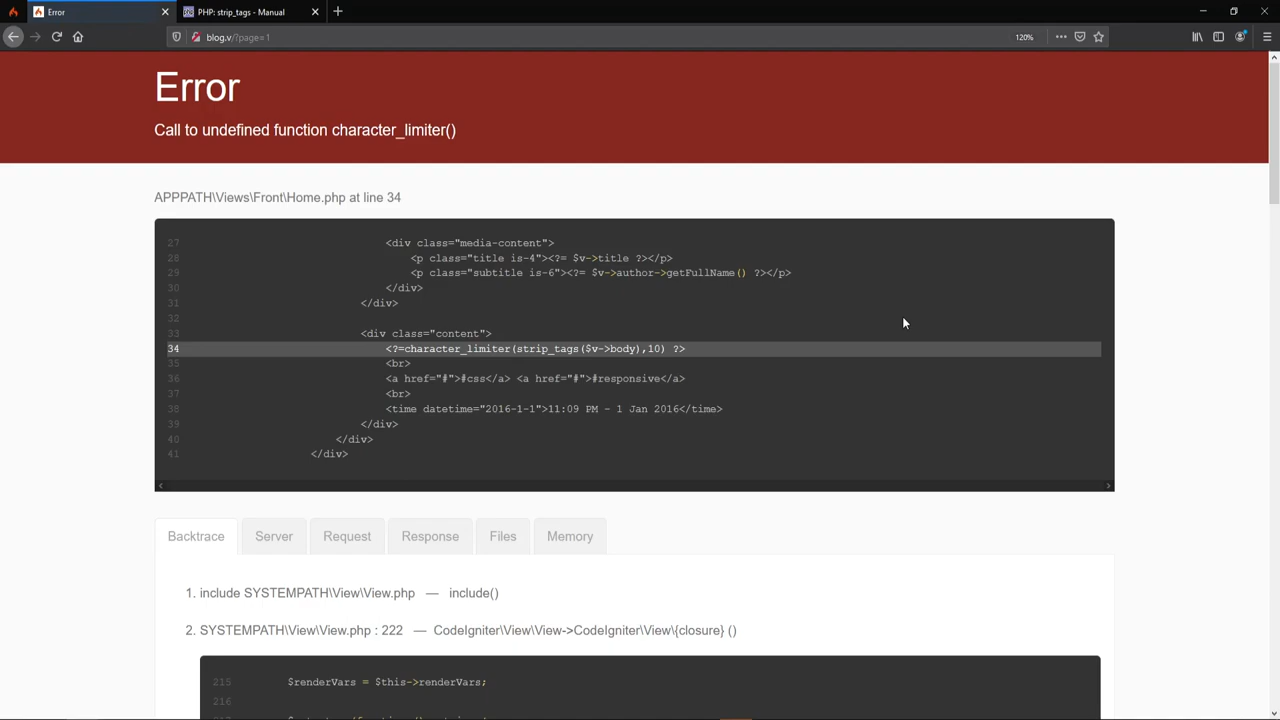 Error
PHP: strip_tags - Manual
blog.v/?page=1
120%
Error
Call to undefined function character_limiter()
APPPATH\Views\Front\Home.php at line 34
27 <div class="media-content">
28 <p class="title is-4"><?= $v->title ?></p>
29 <p class="subtitle is-6"><?= $v->author->getFullName() ?></p>
30 </div>
31 </div>
32
33 <div class="content">
34 <?=character_limiter(strip_tags($v->body),10) ?>
35 <br>
36 <a href="#">#css</a> <a href="#">#responsive</a>
37 <br>
38 <time datetime="2016-1-1">11:09 PM - 1 Jan 2016</time>
39 </div>
40 </div>
41 </div>
Backtrace Server Request Response Files Memory
1. include SYSTEMPATH\View\View.php — include()
2. SYSTEMPATH\View\View.php : 222 — CodeIgniter\View\View->CodeIgniter\View\{closure} ()
215 $renderVars = $this->renderVars;
216